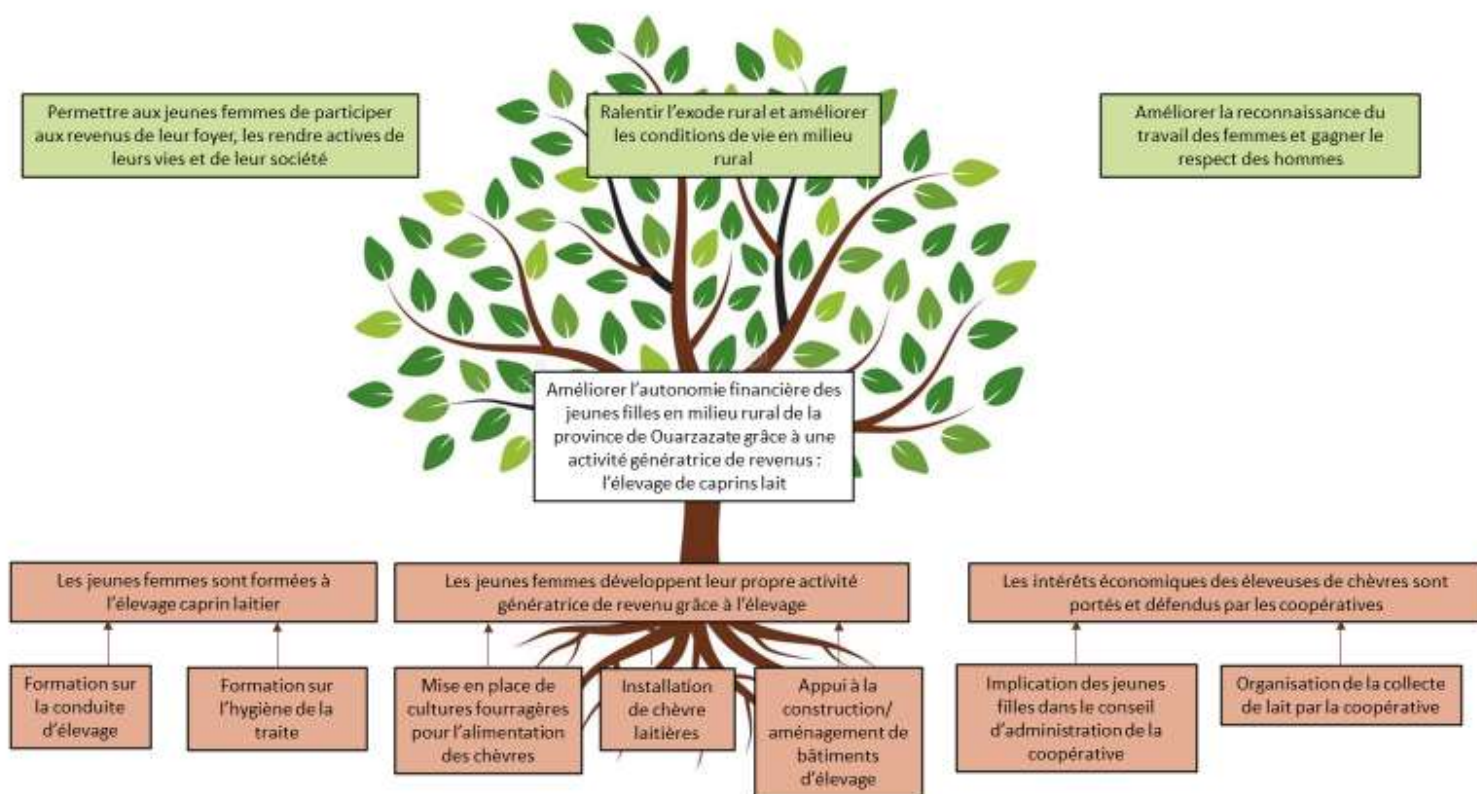 Permettre aux jeunes femmes de participer
aux revenus de leur foyer, les rendre actives de
leurs vies et de leur société
Ralentir l'exode rural et améliorer
les conditions de vie en milieu
rural
Améliorer la reconnaissance du
travail des femmes et gagner le
respect des hommes
Améliorer l'autonomie financière des
jeunes filles en milieu rural de la
province de Ouarzazate grâce à une
activité génératrice de revenus :
l'élevage de caprins lait
Les jeunes femmes sont formées à
l'élevage caprin laitier
Les jeunes femmes développent leur propre activité
génératrice de revenu grâce à l'élevage
Les intérêts économiques des éleveuses de chèvres sont
portés et défendus par les coopératives
Formation sur
la conduite
d'élevage
Formation sur
l'hygiène de la
traite
Mise en place de
cultures fourragères
pour l'alimentation
des chèvres
Installation
de chèvre
laitières
Appui à la
construction/
aménagement de
bâtiments
d'élevage
Implication des jeunes
filles dans le conseil
d'administration de la
coopérative
Organisation de la collecte
de lait par la coopérative